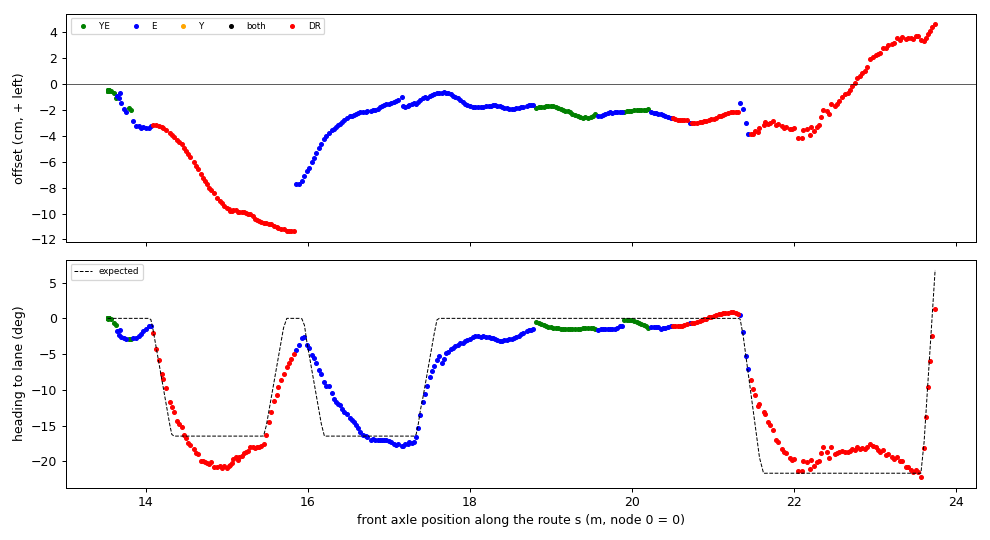 YE E Y both DR
4
2
0
−2
−4
−6
−8
−10
−12
offset (cm, + left)
expected
5
0
−5
−10
−15
−20
heading to lane (deg)
14 16 18 20 22 24
front axle position along the route s (m, node 0 = 0)